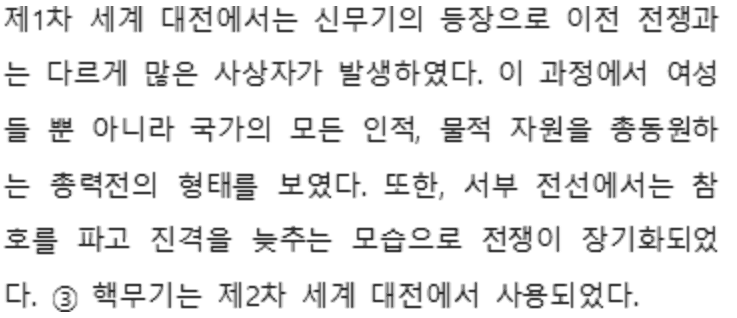 제1차 세계 대전에서는 신무기의 등장으로 이전 전쟁과
는 다르게 많은 사상자가 발생하였다. 이 과정에서 여성
들 뿐 아니라 국가의 모든 인적, 물적 자원을 총동원하
는 총력전의 형태를 보였다. 또한, 서부 전선에서는 참
호를 파고 진격을 늦추는 모습으로 전쟁이 장기화되었
다. ③ 핵무기는 제2차 세계 대전에서 사용되었다.